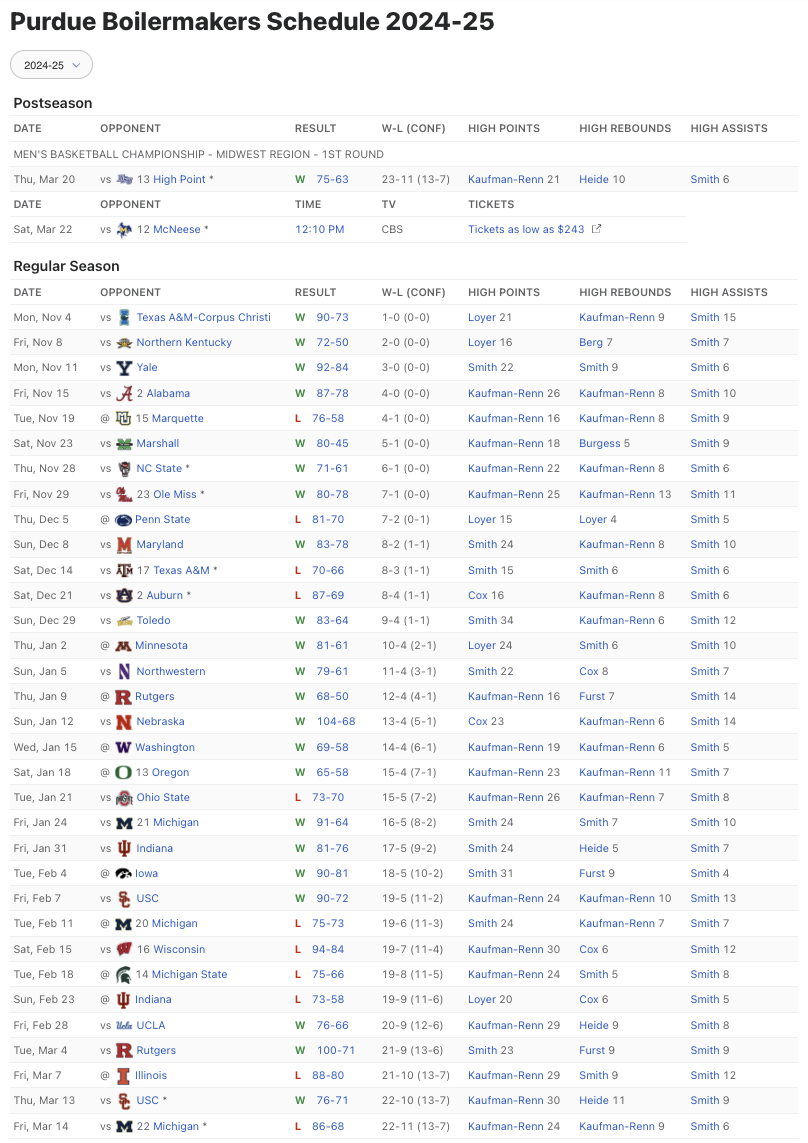 Purdue Boilermakers Schedule 2024-25
2024-25
Postseason
DATE OPPONENT RESULT W-L (CONF) HIGH POINTS HIGH REBOUNDS HIGH ASSISTS
MEN'S BASKETBALL CHAMPIONSHIP - MIDWEST REGION - 1ST ROUND
Thu, Mar 20 vs 13 High Point * W 75-63 23-11 (13-7) Kaufman-Renn 21 Heide 10 Smith 6
DATE OPPONENT TIME TV TICKETS
Sat, Mar 22 vs 12 McNeese * 12:10 PM CBS Tickets as low as $243
Regular Season
DATE OPPONENT RESULT W-L (CONF) HIGH POINTS HIGH REBOUNDS HIGH ASSISTS
Mon, Nov 4 vs Texas A&M-Corpus Christi W 90-73 1-0 (0-0) Loyer 21 Kaufman-Renn 9 Smith 15
Fri, Nov 8 vs Northern Kentucky W 72-50 2-0 (0-0) Loyer 16 Berg 7 Smith 7
Mon, Nov 11 vs Yale W 92-84 3-0 (0-0) Smith 22 Smith 9 Smith 6
Fri, Nov 15 vs 2 Alabama W 87-78 4-0 (0-0) Kaufman-Renn 26 Kaufman-Renn 8 Smith 10
Tue, Nov 19 @ 15 Marquette L 76-58 4-1 (0-0) Kaufman-Renn 16 Kaufman-Renn 8 Smith 9
Sat, Nov 23 vs Marshall W 80-45 5-1 (0-0) Kaufman-Renn 18 Burgess 5 Smith 9
Thu, Nov 28 vs NC State * W 71-61 6-1 (0-0) Kaufman-Renn 22 Kaufman-Renn 8 Smith 6
Fri, Nov 29 vs 23 Ole Miss * W 80-78 7-1 (0-0) Kaufman-Renn 25 Kaufman-Renn 13 Smith 11
Thu, Dec 5 @ Penn State L 81-70 7-2 (0-1) Loyer 15 Loyer 4 Smith 5
Sun, Dec 8 vs Maryland W 83-78 8-2 (1-1) Smith 24 Kaufman-Renn 8 Smith 10
Sat, Dec 14 vs 17 Texas A&M * L 70-66 8-3 (1-1) Smith 15 Smith 6 Smith 6
Sat, Dec 21 vs 2 Auburn * L 87-69 8-4 (1-1) Cox 16 Kaufman-Renn 8 Smith 6
Sun, Dec 29 vs Toledo W 83-64 9-4 (1-1) Smith 34 Kaufman-Renn 6 Smith 12
Thu, Jan 2 @ Minnesota W 81-61 10-4 (2-1) Loyer 24 Smith 6 Smith 10
Sun, Jan 5 vs Northwestern W 79-61 11-4 (3-1) Smith 22 Cox 8 Smith 7
Thu, Jan 9 @ Rutgers W 68-50 12-4 (4-1) Kaufman-Renn 16 Furst 7 Smith 14
Sun, Jan 12 vs Nebraska W 104-68 13-4 (5-1) Cox 23 Kaufman-Renn 6 Smith 14
Wed, Jan 15 @ Washington W 69-58 14-4 (6-1) Kaufman-Renn 19 Kaufman-Renn 6 Smith 5
Sat, Jan 18 @ 13 Oregon W 65-58 15-4 (7-1) Kaufman-Renn 23 Kaufman-Renn 11 Smith 7
Tue, Jan 21 vs Ohio State L 73-70 15-5 (7-2) Kaufman-Renn 26 Kaufman-Renn 7 Smith 8
Fri, Jan 24 vs 21 Michigan W 91-64 16-5 (8-2) Smith 24 Smith 7 Smith 10
Fri, Jan 31 vs Indiana W 81-76 17-5 (9-2) Smith 24 Heide 5 Smith 7
Tue, Feb 4 @ Iowa W 90-81 18-5 (10-2) Smith 31 Furst 9 Smith 4
Fri, Feb 7 vs USC W 90-72 19-5 (11-2) Kaufman-Renn 24 Kaufman-Renn 10 Smith 13
Tue, Feb 11 @ 20 Michigan L 75-73 19-6 (11-3) Smith 24 Kaufman-Renn 7 Smith 7
Sat, Feb 15 vs 16 Wisconsin L 94-84 19-7 (11-4) Kaufman-Renn 30 Cox 6 Smith 12
Tue, Feb 18 @ 14 Michigan State L 75-66 19-8 (11-5) Kaufman-Renn 24 Smith 5 Smith 8
Sun, Feb 23 @ Indiana L 73-58 19-9 (11-6) Loyer 20 Cox 6 Smith 5
Fri, Feb 28 vs UCLA W 76-66 20-9 (12-6) Kaufman-Renn 29 Heide 9 Smith 8
Tue, Mar 4 vs Rutgers W 100-71 21-9 (13-6) Smith 23 Furst 9 Smith 9
Fri, Mar 7 @ Illinois L 88-80 21-10 (13-7) Kaufman-Renn 29 Smith 9 Smith 12
Thu, Mar 13 vs USC * W 76-71 22-10 (13-7) Kaufman-Renn 30 Heide 11 Smith 9
Fri, Mar 14 vs 22 Michigan * L 86-68 22-11 (13-7) Kaufman-Renn 24 Kaufman-Renn 9 Smith 6